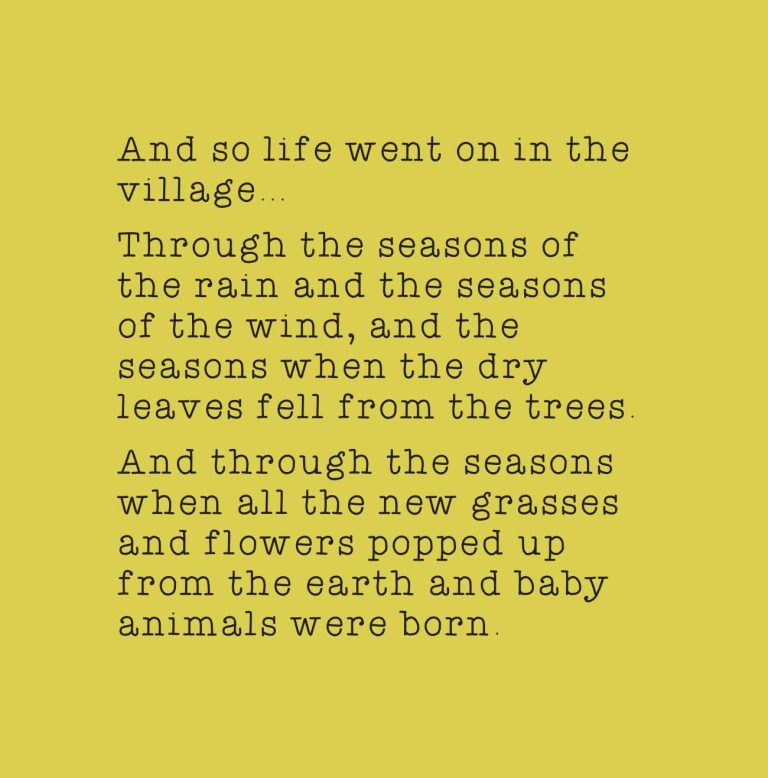 And so life went on in the
village...
Through the seasons of
the rain and the seasons
of the wind, and the
seasons when the dry
leaves fell from the trees.
And through the seasons
when all the new grasses
and flowers popped up
from the earth and baby
animals were born.